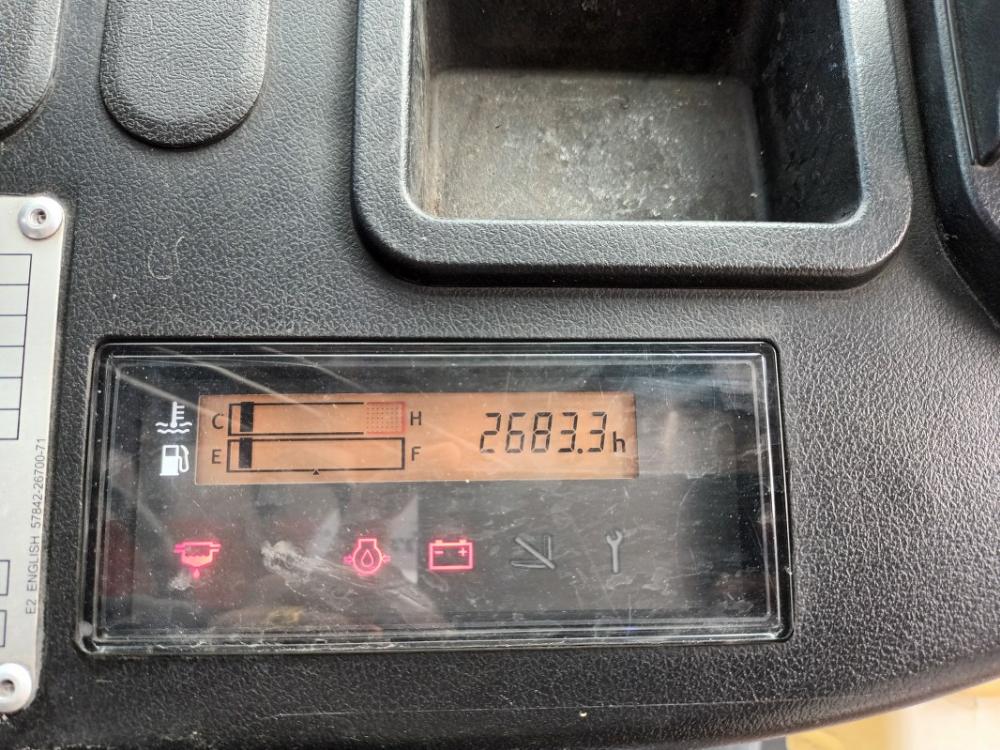 C H 2683.3h
E F
E2 ENGLISH 57842-26700-71